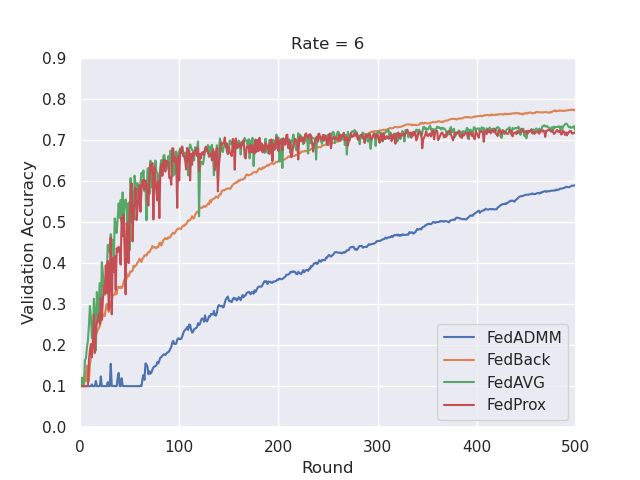 Rate = 6
Validation Accuracy
0.9
0.8
0.7
0.6
0.5
0.4
0.3
0.2
0.1
0.0
0 100 200 300 400 500
Round
FedADMM
FedBack
FedAVG
FedProx